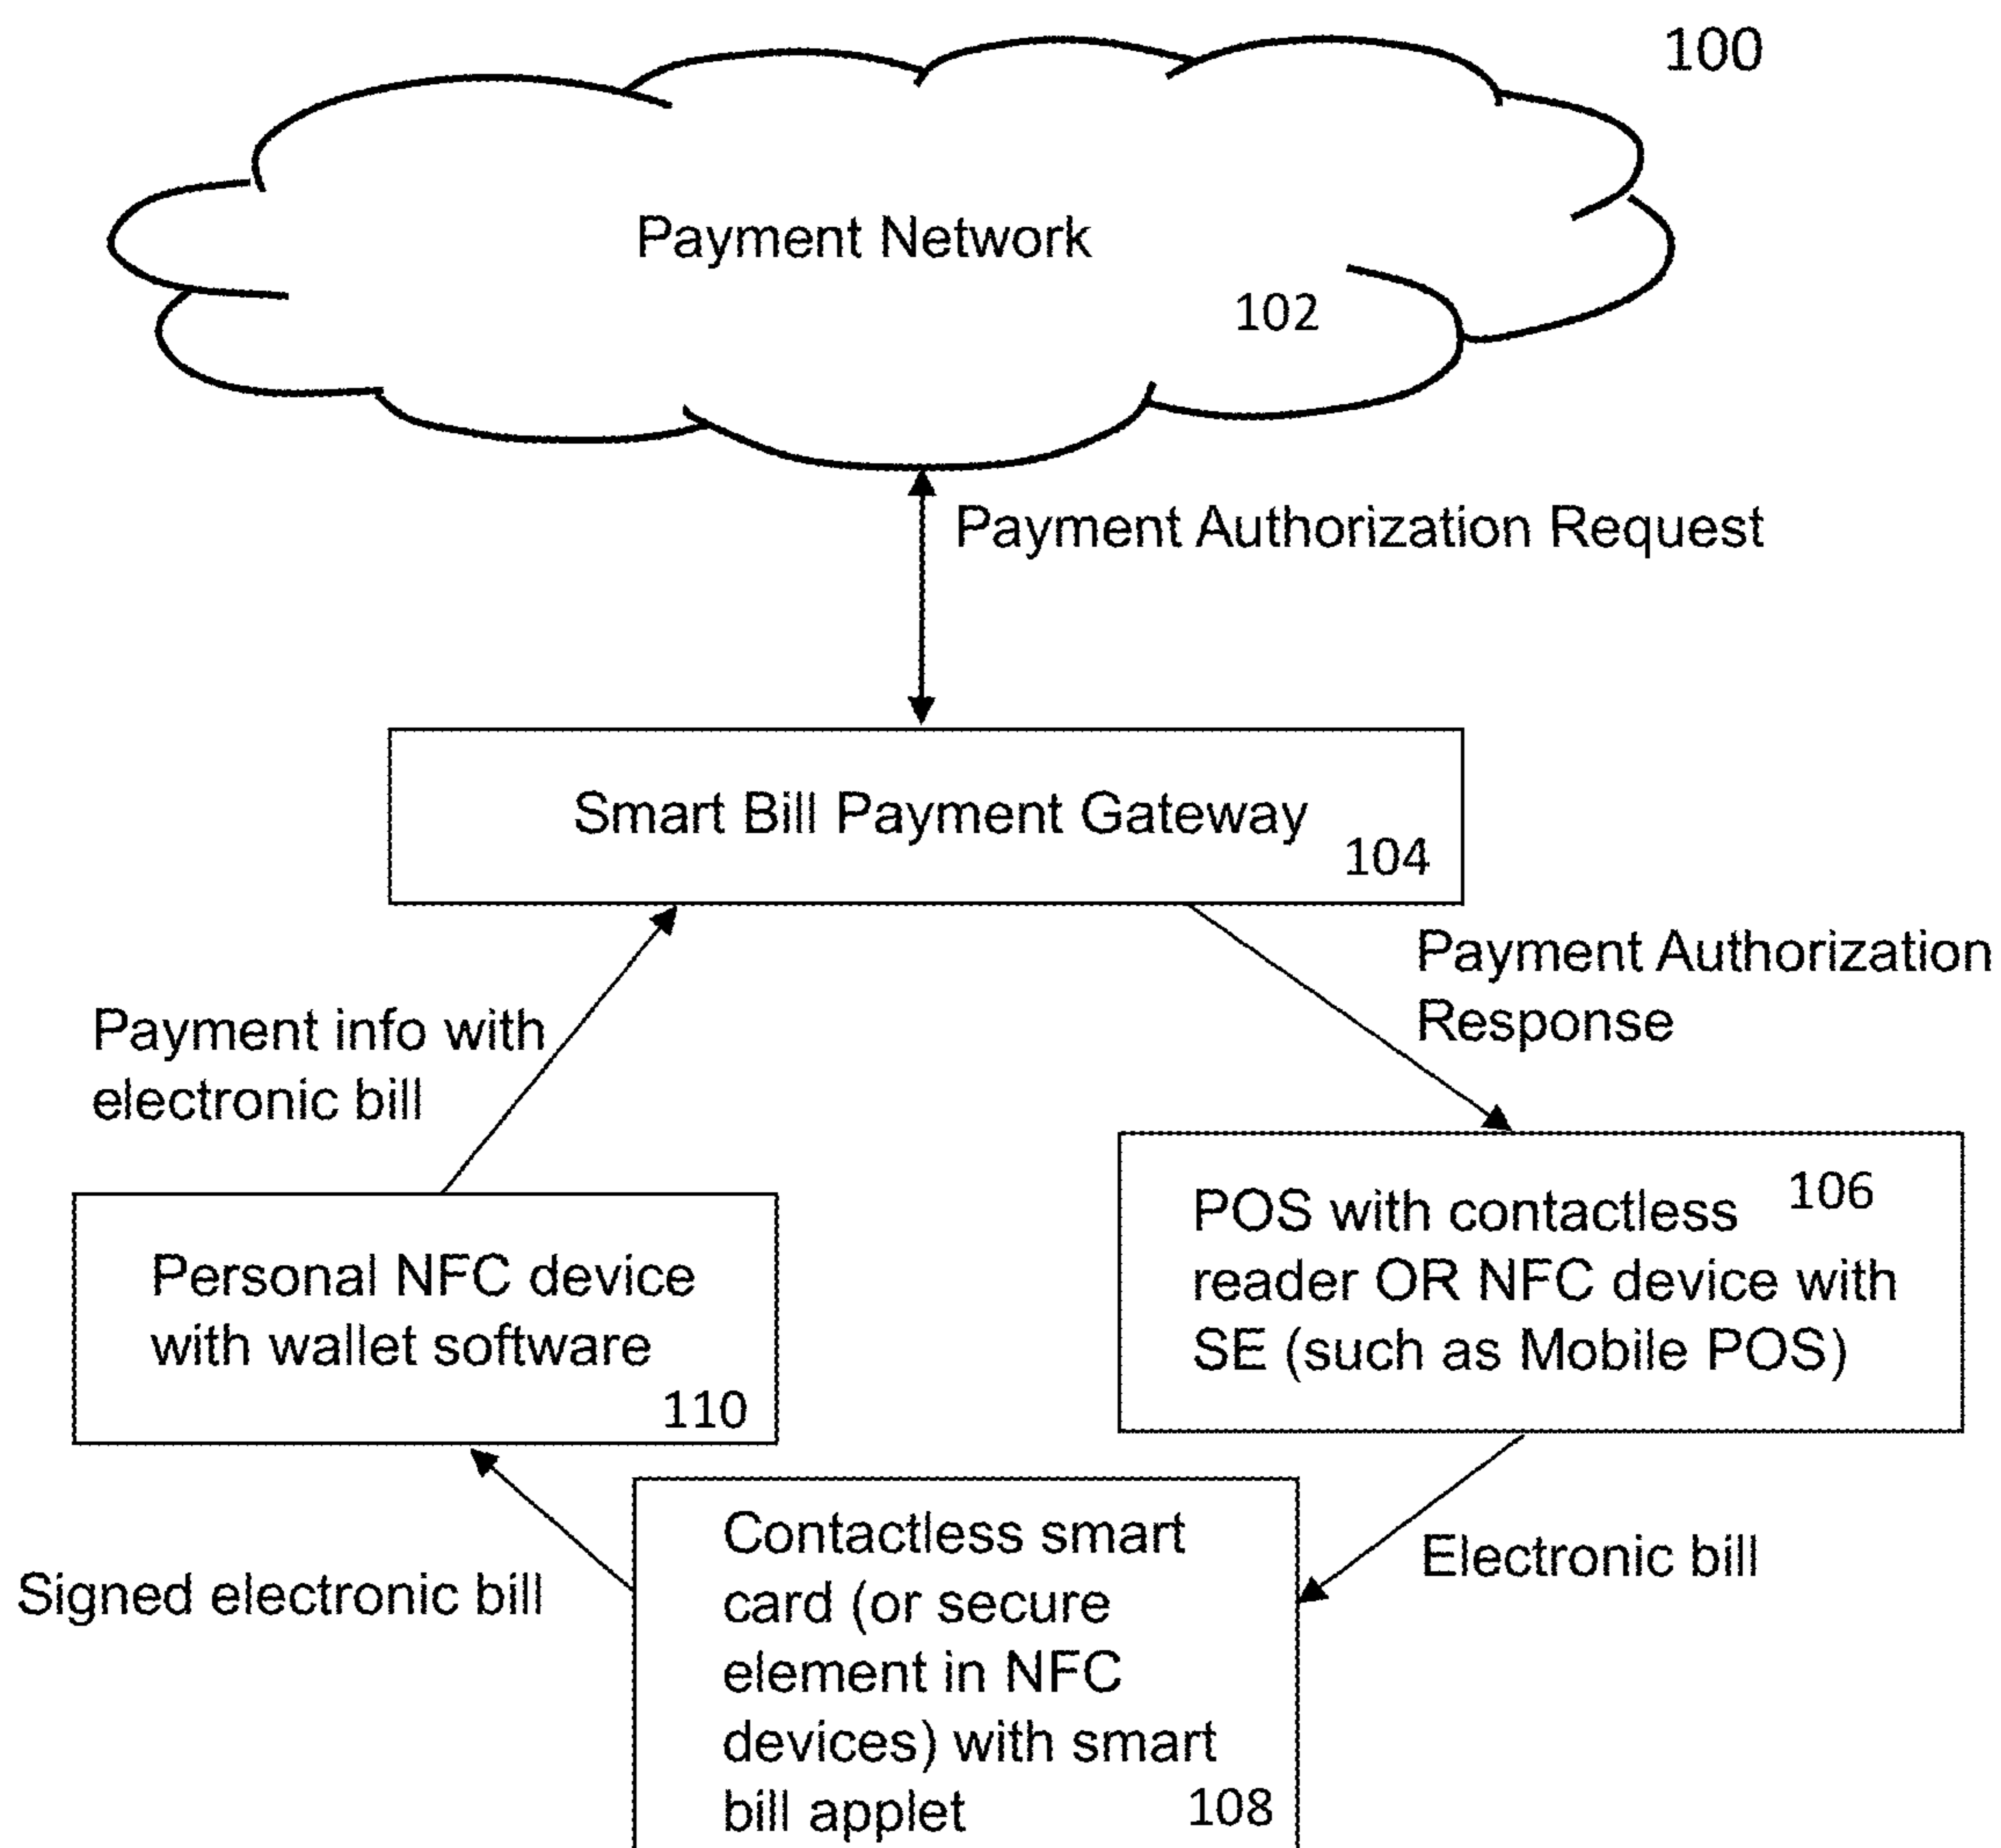 100
Payment Network
102
Payment Authorization Request
Smart Bill Payment Gateway
104
Payment Authorization
Response
Payment info with
electronic bill
POS with contactless 106
reader OR NFC device with
SE (such as Mobile POS)
Personal NFC device
with wallet software
110
Contactless smart
card (or secure
element in NFC
devices) with smart
bill applet 108
Electronic bill
Signed electronic bill